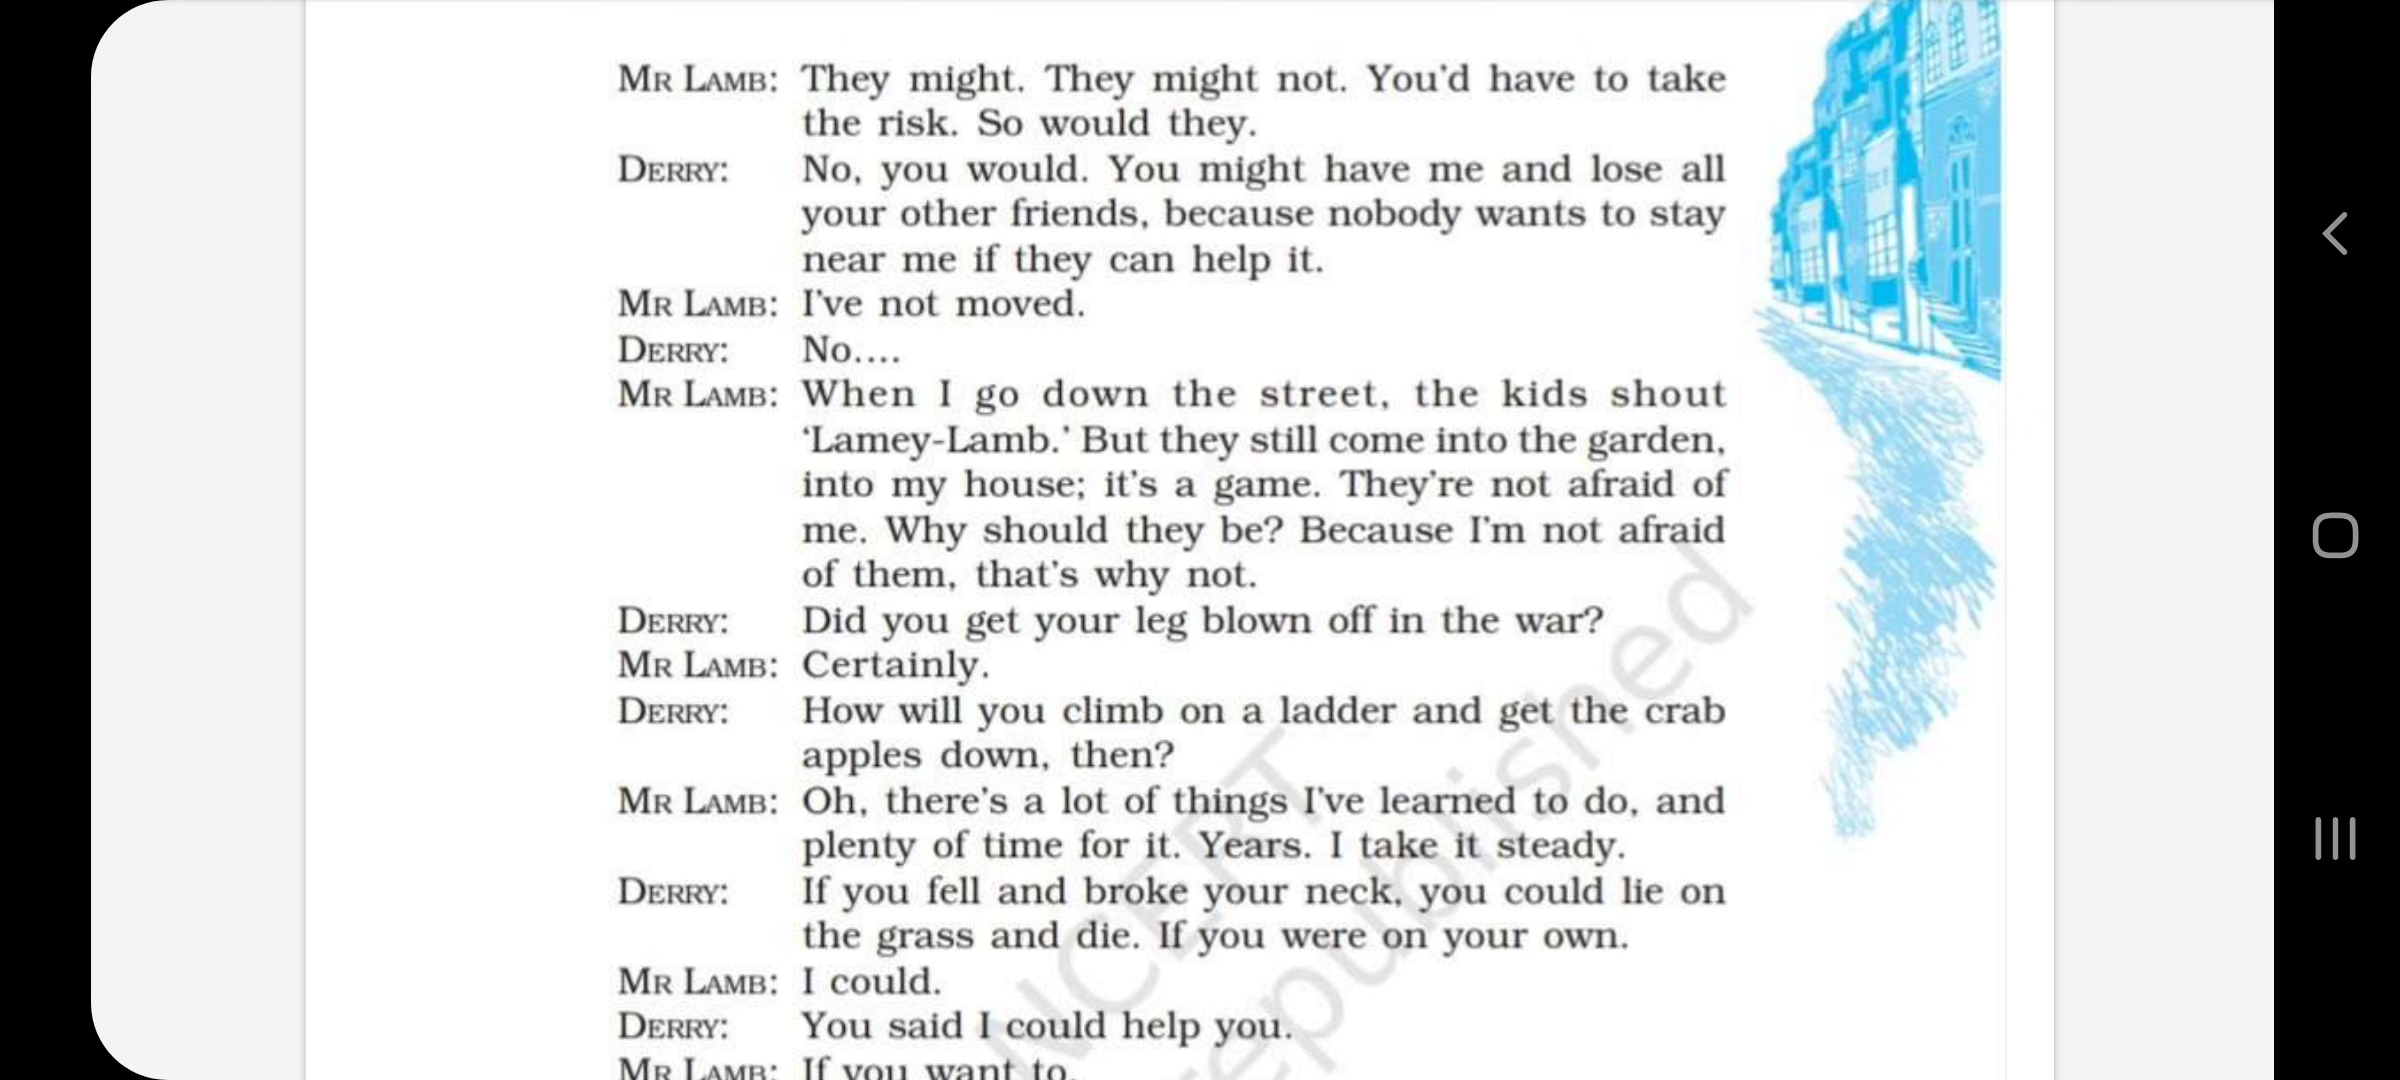 MR LAMB: They might. They might not. You'd have to take
the risk. So would they.
DERRY: No, you would. You might have me and lose all
your other friends, because nobody wants to stay
near me if they can help it.
MR LAMB: I've not moved.
DERRY: No....
MR LAMB: When I go down the street, the kids shout
‘Lamey-Lamb.’ But they still come into the garden,
into my house; it's a game. They're not afraid of
me. Why should they be? Because I'm not afraid
of them, that's why not.
DERRY: Did you get your leg blown off in the war?
MR LAMB: Certainly.
DERRY: How will you climb on a ladder and get the crab
apples down, then?
MR LAMB: Oh, there's a lot of things I've learned to do, and
plenty of time for it. Years. I take it steady.
DERRY: If you fell and broke your neck, you could lie on
the grass and die. If you were on your own.
MR LAMB: I could.
DERRY: You said I could help you.
MR LAMB: If you want to.
NCERT
republished